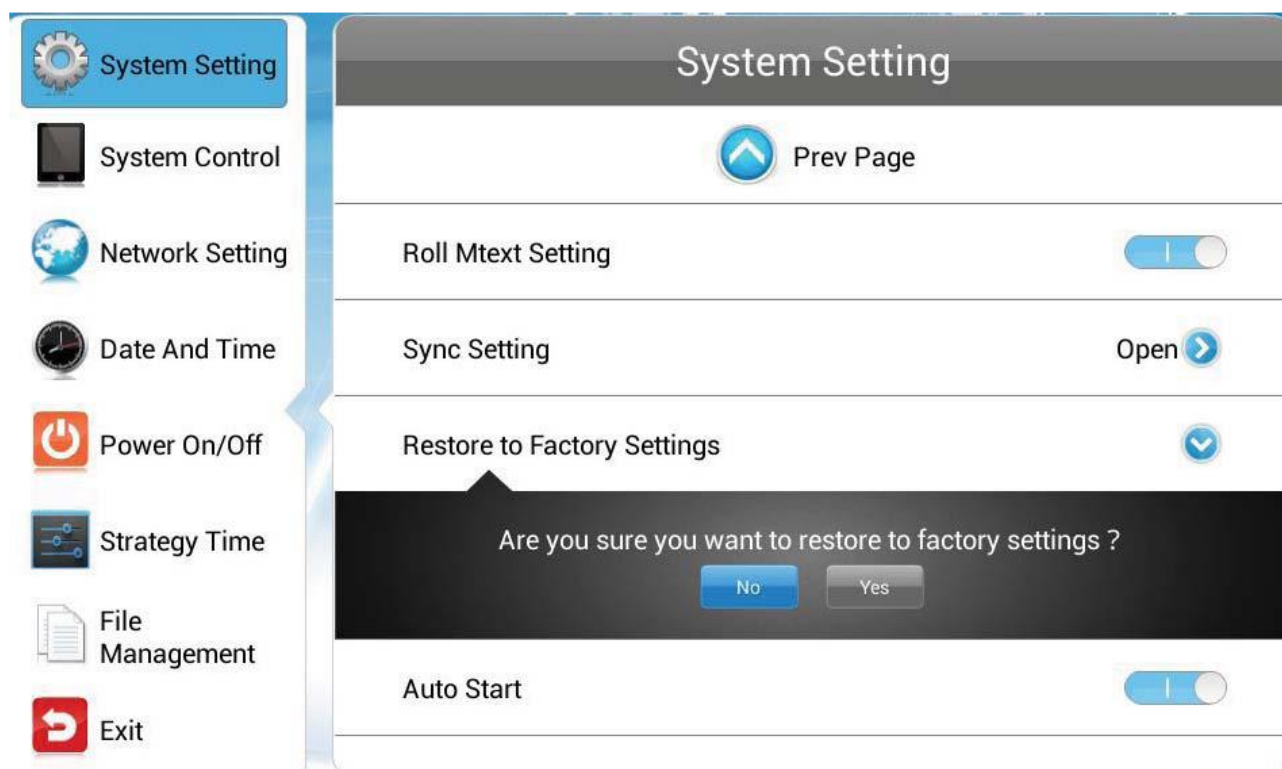 System Setting
System Control
Network Setting
Date And Time
Power On/Off
Strategy Time
File
Management
Exit
System Setting
Prev Page
Roll Mtext Setting
Sync Setting
Open
Restore to Factory Settings
Are you sure you want to restore to factory settings ?
No Yes
Auto Start